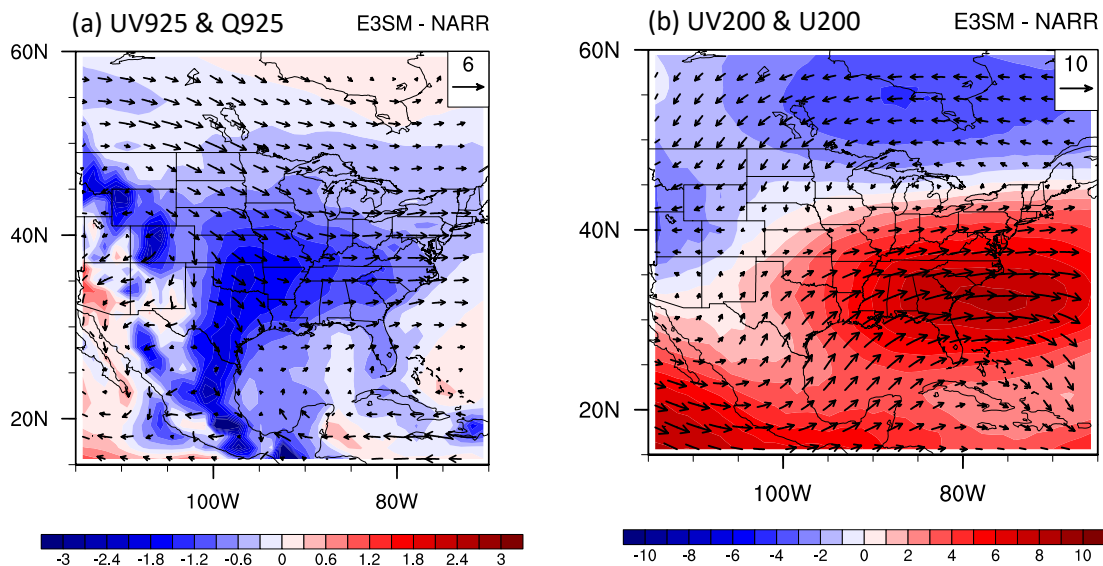 (a) UV925 & Q925 E3SM - NARR
60N
6
40N
20N
100W 80W
-3 -2.4 -1.8 -1.2 -0.6 0 0.6 1.2 1.8 2.4 3
(b) UV200 & U200 E3SM - NARR
60N
10
40N
20N
100W 80W
-10 -8 -6 -4 -2 0 2 4 6 8 10